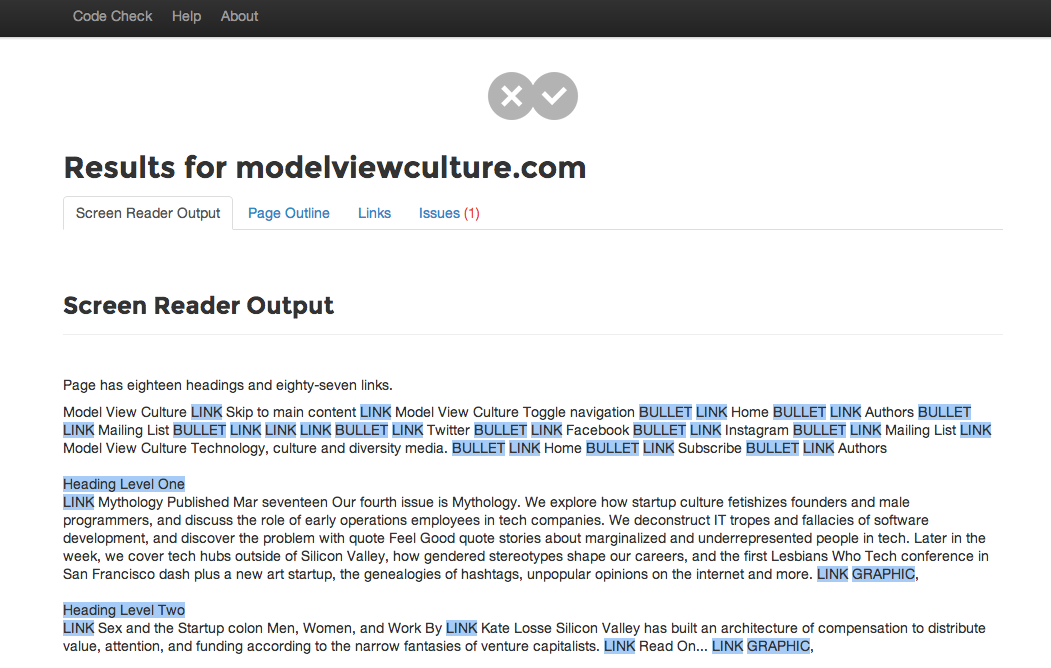 Code Check Help About
Results for modelviewculture.com
Screen Reader Output Page Outline Links Issues (1)
Screen Reader Output
Page has eighteen headings and eighty-seven links.
Model View Culture LINK Skip to main content LINK Model View Culture Toggle navigation BULLET LINK Home BULLET LINK Authors BULLET
LINK Mailing List BULLET LINK LINK LINK BULLET LINK Twitter BULLET LINK Facebook BULLET LINK Instagram BULLET LINK Mailing List LINK
Model View Culture Technology, culture and diversity media. BULLET LINK Home BULLET LINK Subscribe BULLET LINK Authors
Heading Level One
LINK Mythology Published Mar seventeen Our fourth issue is Mythology. We explore how startup culture fetishizes founders and male
programmers, and discuss the role of early operations employees in tech companies. We deconstruct IT tropes and fallacies of software
development, and discover the problem with quote Feel Good quote stories about marginalized and underrepresented people in tech. Later in the
week, we cover tech hubs outside of Silicon Valley, how gendered stereotypes shape our careers, and the first Lesbians Who Tech conference in
San Francisco dash plus a new art startup, the genealogies of hashtags, unpopular opinions on the internet and more. LINK GRAPHIC,
Heading Level Two
LINK Sex and the Startup colon Men, Women, and Work By LINK Kate Losse Silicon Valley has built an architecture of compensation to distribute
value, attention, and funding according to the narrow fantasies of venture capitalists. LINK Read On... LINK GRAPHIC,